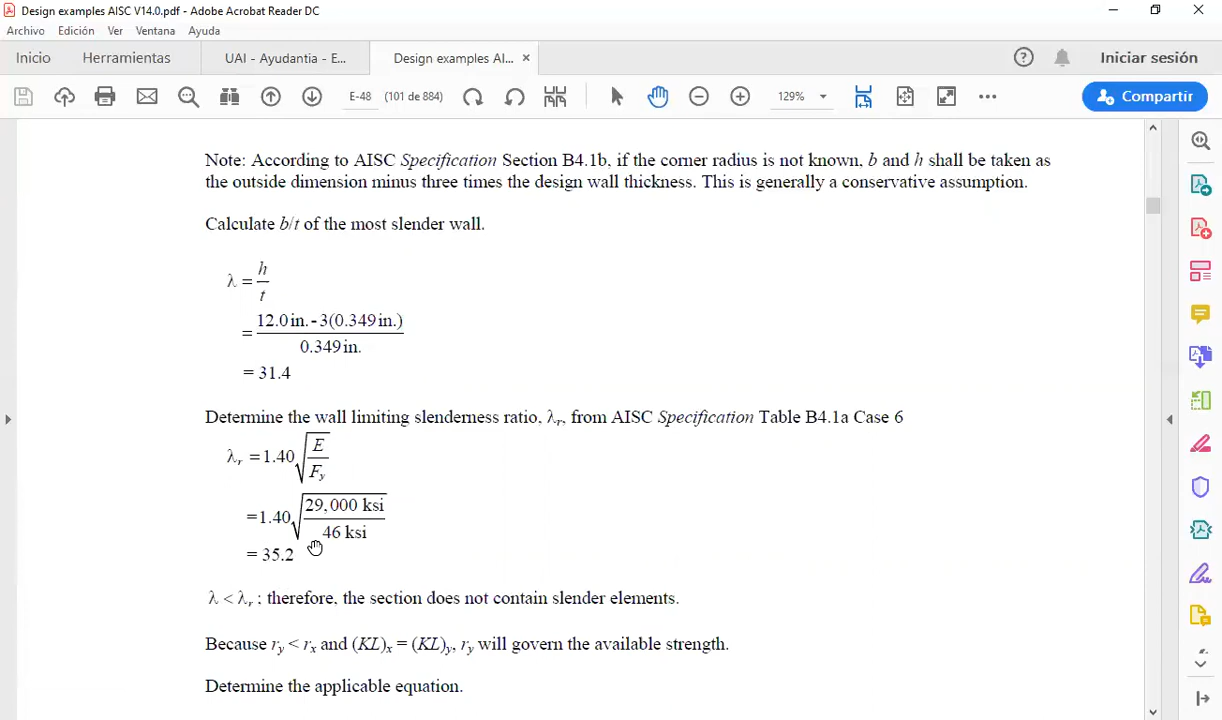 Design examples AISC V14.0.pdf - Adobe Acrobat Reader DC
Archivo Edición Ver Ventana Ayuda
Inicio Herramientas UAI - Ayudantia - E... Design examples AI... × Iniciar sesión
E-48 (101 de 884) 129% Compartir
Note: According to AISC Specification Section B4.1b, if the corner radius is not known, b and h shall be taken as
the outside dimension minus three times the design wall thickness. This is generally a conservative assumption.
Calculate b/t of the most slender wall.
λ = h/t
= 12.0 in. - 3(0.349 in.) / 0.349 in.
= 31.4
Determine the wall limiting slenderness ratio, λr, from AISC Specification Table B4.1a Case 6
λr = 1.40 √(E/Fy)
= 1.40 √(29,000 ksi / 46 ksi)
= 35.2
λ < λr ; therefore, the section does not contain slender elements.
Because ry < rx and (KL)x = (KL)y, ry will govern the available strength.
Determine the applicable equation.